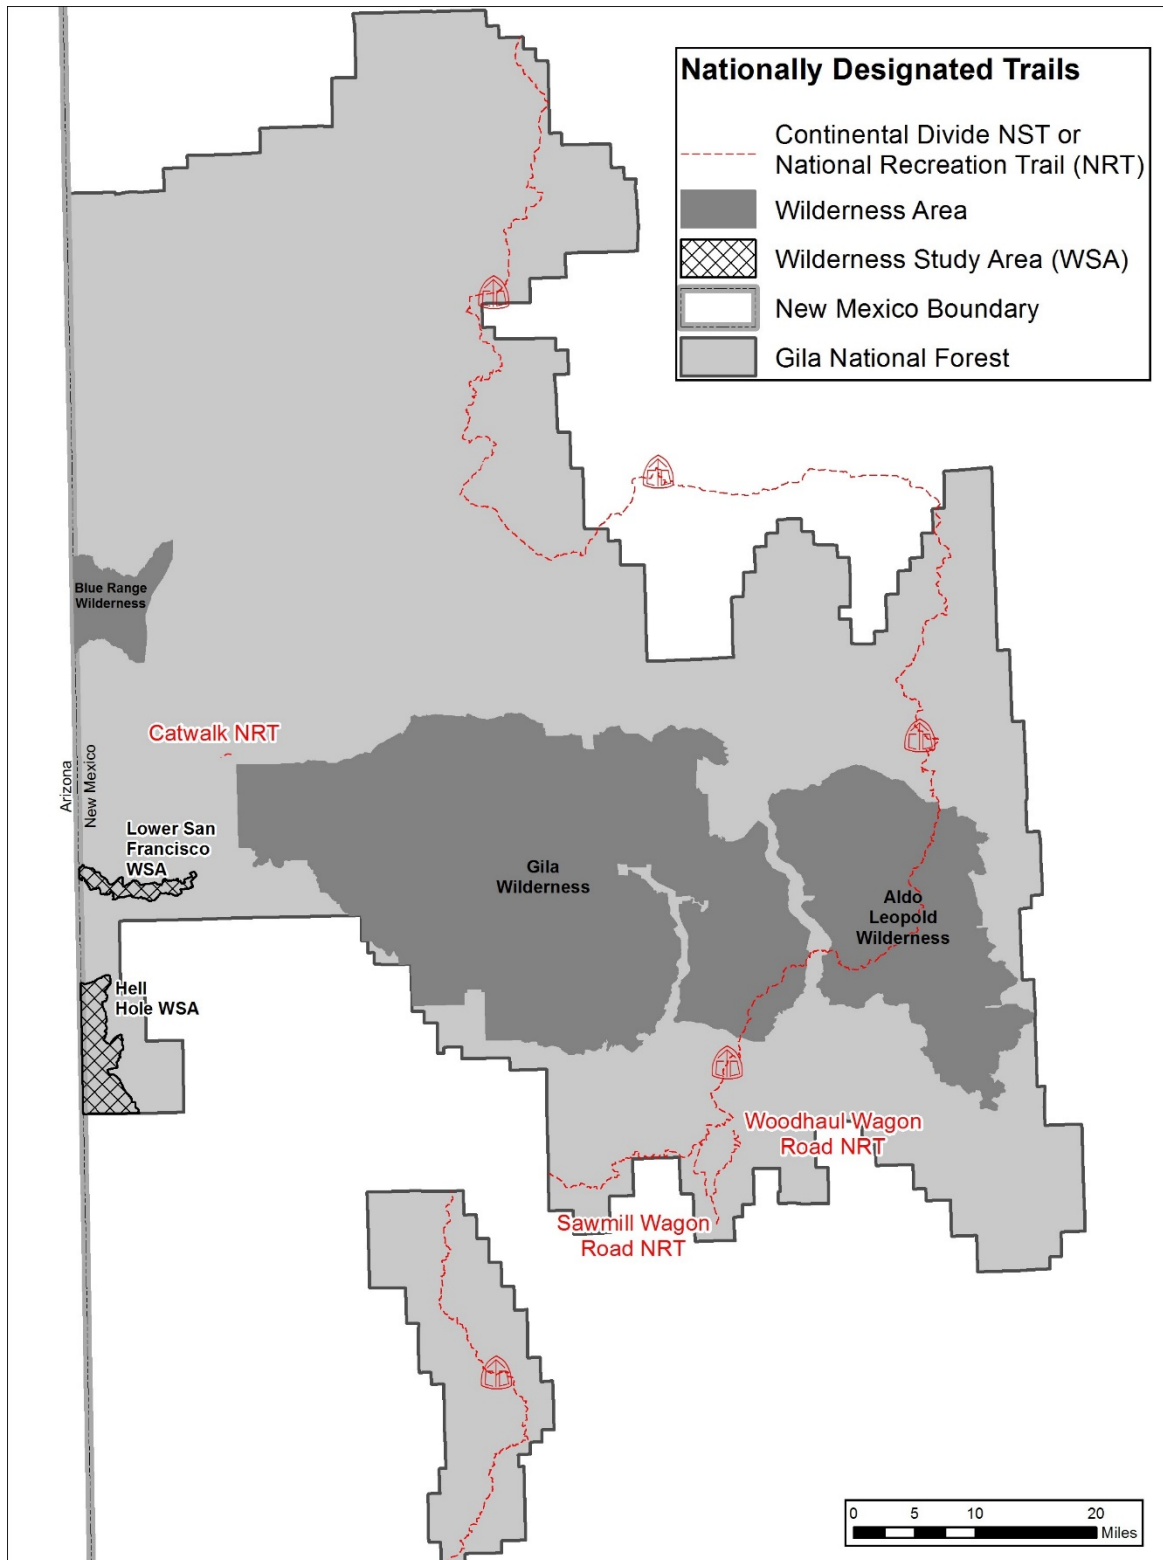 Nationally Designated Trails
Continental Divide NST or
National Recreation Trail (NRT)
Wilderness Area
Wilderness Study Area (WSA)
New Mexico Boundary
Gila National Forest
Blue Range
Wilderness
Catwalk NRT
Arizona
New Mexico
Lower San
Francisco
WSA
Gila
Wilderness
Aldo
Leopold
Wilderness
Hell
Hole WSA
Woodhaul Wagon
Road NRT
Sawmill Wagon
Road NRT
0 5 10 20
Miles